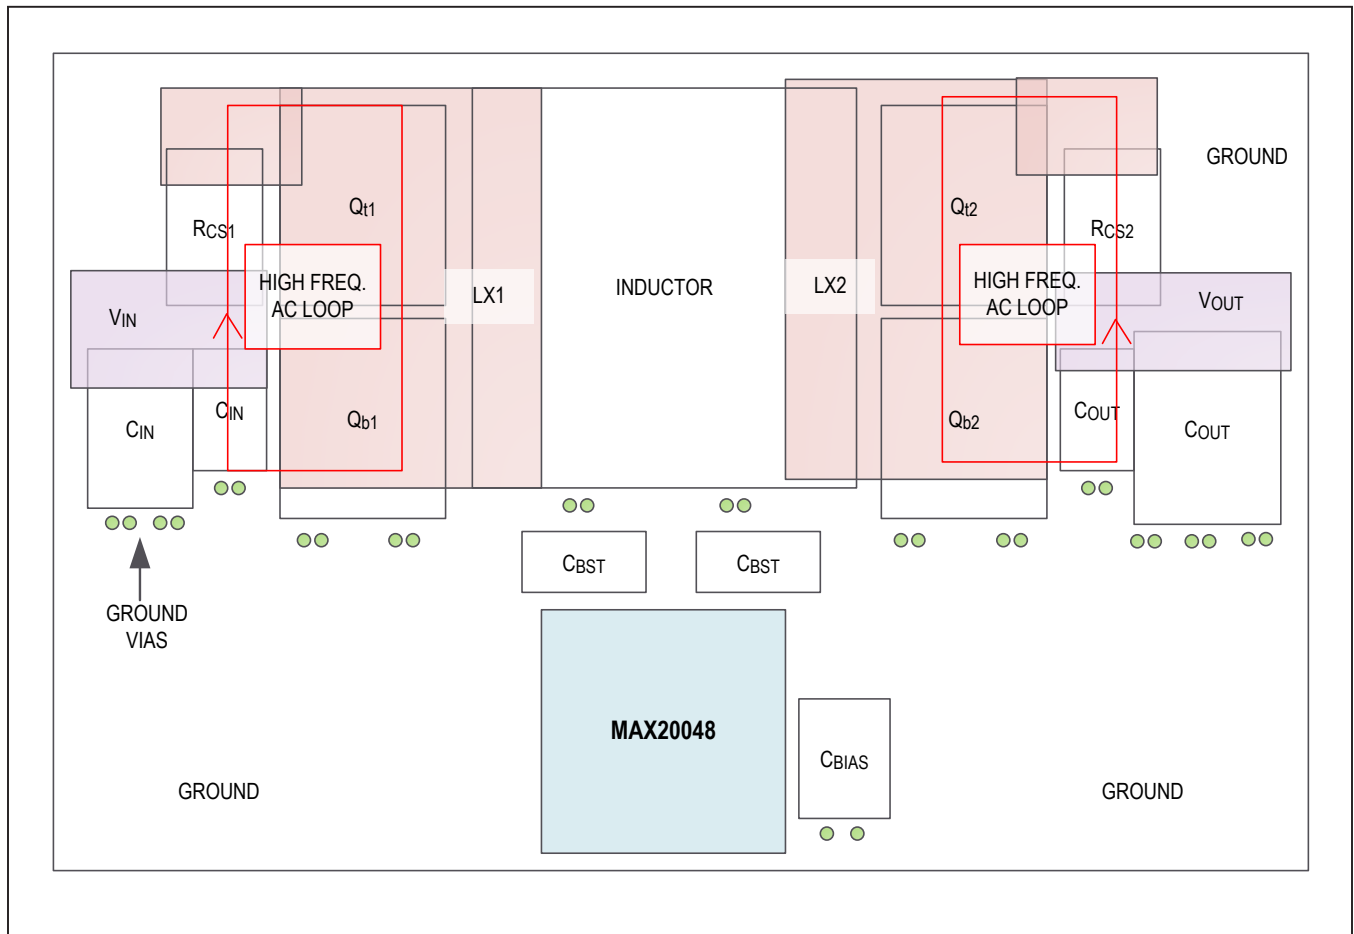 GROUND
Qt1
Qt2
RCS1
RCS2
HIGH FREQ.
AC LOOP
LX1
INDUCTOR
LX2
HIGH FREQ.
AC LOOP
VIN
VOUT
CIN
CIN
Qb1
Qb2
COUT
COUT
CBST
CBST
GROUND
VIAS
MAX20048
CBIAS
GROUND
GROUND